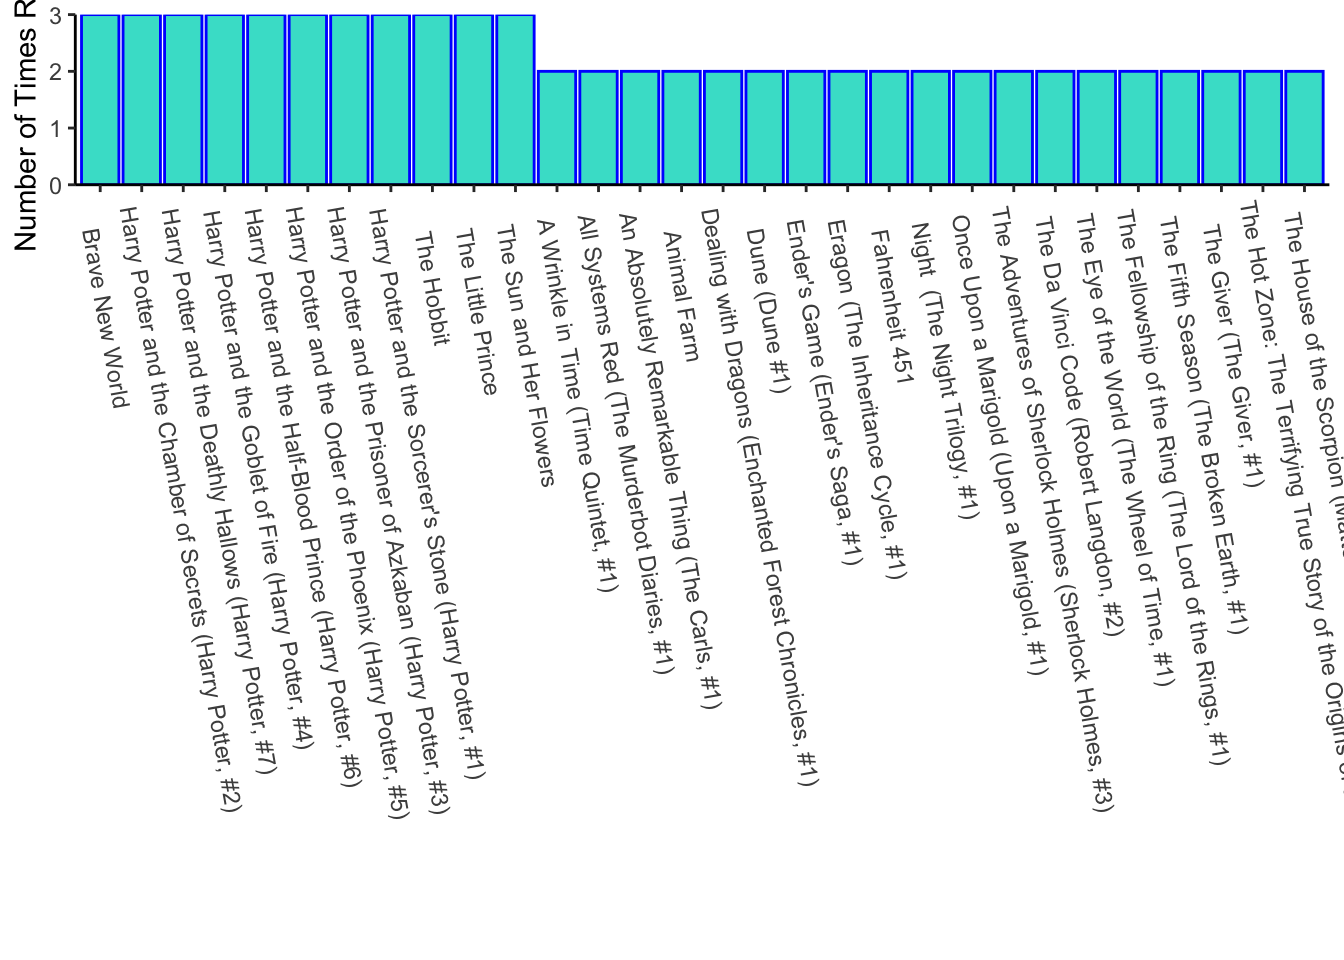 Number of Times R
3
2
1
0
Brave New World
Harry Potter and the Chamber of Secrets (Harry Potter, #2)
Harry Potter and the Deathly Hallows (Harry Potter, #7)
Harry Potter and the Goblet of Fire (Harry Potter, #4)
Harry Potter and the Half-Blood Prince (Harry Potter, #6)
Harry Potter and the Order of the Phoenix (Harry Potter, #5)
Harry Potter and the Prisoner of Azkaban (Harry Potter, #3)
Harry Potter and the Sorcerer's Stone (Harry Potter, #1)
The Hobbit
The Little Prince
The Sun and Her Flowers
A Wrinkle in Time (Time Quintet, #1)
All Systems Red (The Murderbot Diaries, #1)
An Absolutely Remarkable Thing (The Carls, #1)
Animal Farm
Dealing with Dragons (Enchanted Forest Chronicles, #1)
Dune (Dune #1)
Ender's Game (Ender's Saga, #1)
Eragon (The Inheritance Cycle, #1)
Fahrenheit 451
Night (The Night Trilogy, #1)
Once Upon a Marigold (Upon a Marigold, #1)
The Adventures of Sherlock Holmes (Sherlock Holmes, #3)
The Da Vinci Code (Robert Langdon, #2)
The Eye of the World (The Wheel of Time, #1)
The Fellowship of the Ring (The Lord of the Rings, #1)
The Fifth Season (The Broken Earth, #1)
The Giver (The Giver, #1)
The Hot Zone: The Terrifying True Story of the Origins
The House of the Scorpion